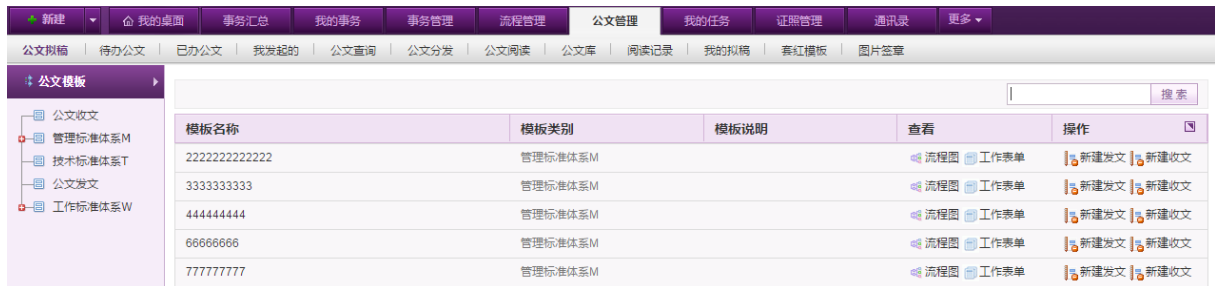 新建 我的桌面 事务汇总 我的事务 事务管理 流程管理 公文管理 我的任务 证照管理 通讯录 更多
公文拟稿 待办公文 已办公文 我发起的 公文查询 公文分发 公文阅读 公文库 阅读记录 我的拟稿 套红模板 图片签章
公文模板
搜索
公文收文
管理标准体系M
技术标准体系T
公文发文
工作标准体系W
模板名称 模板类别 模板说明 查看 操作
2222222222222 管理标准体系M 流程图 工作表单 新建发文 新建收文
3333333333 管理标准体系M 流程图 工作表单 新建发文 新建收文
444444444 管理标准体系M 流程图 工作表单 新建发文 新建收文
66666666 管理标准体系M 流程图 工作表单 新建发文 新建收文
777777777 管理标准体系M 流程图 工作表单 新建发文 新建收文